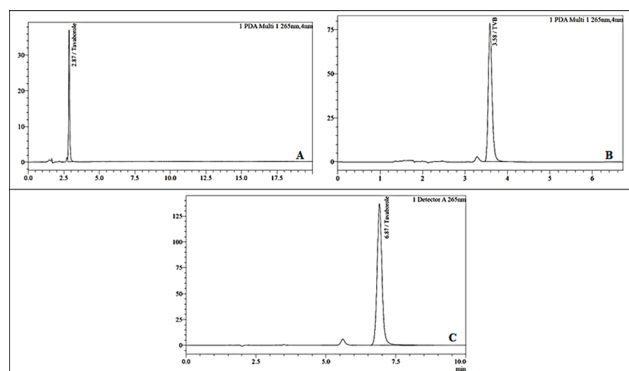 1 PDA Multi 1 265nm,4nm
2.87 / Tavaborole
30
20
10
0
0.0 2.5 5.0 7.5 10.0 12.5 15.0 17.5
A
1 PDA Multi 1 265nm,4nm
3.58 / TVB
75
50
25
0
0 1 2 3 4 5 6
B
1 Detector A 265nm
6.87 / Tavaborole
125
100
75
50
25
0
0.0 2.5 5.0 7.5 10.0
min
C